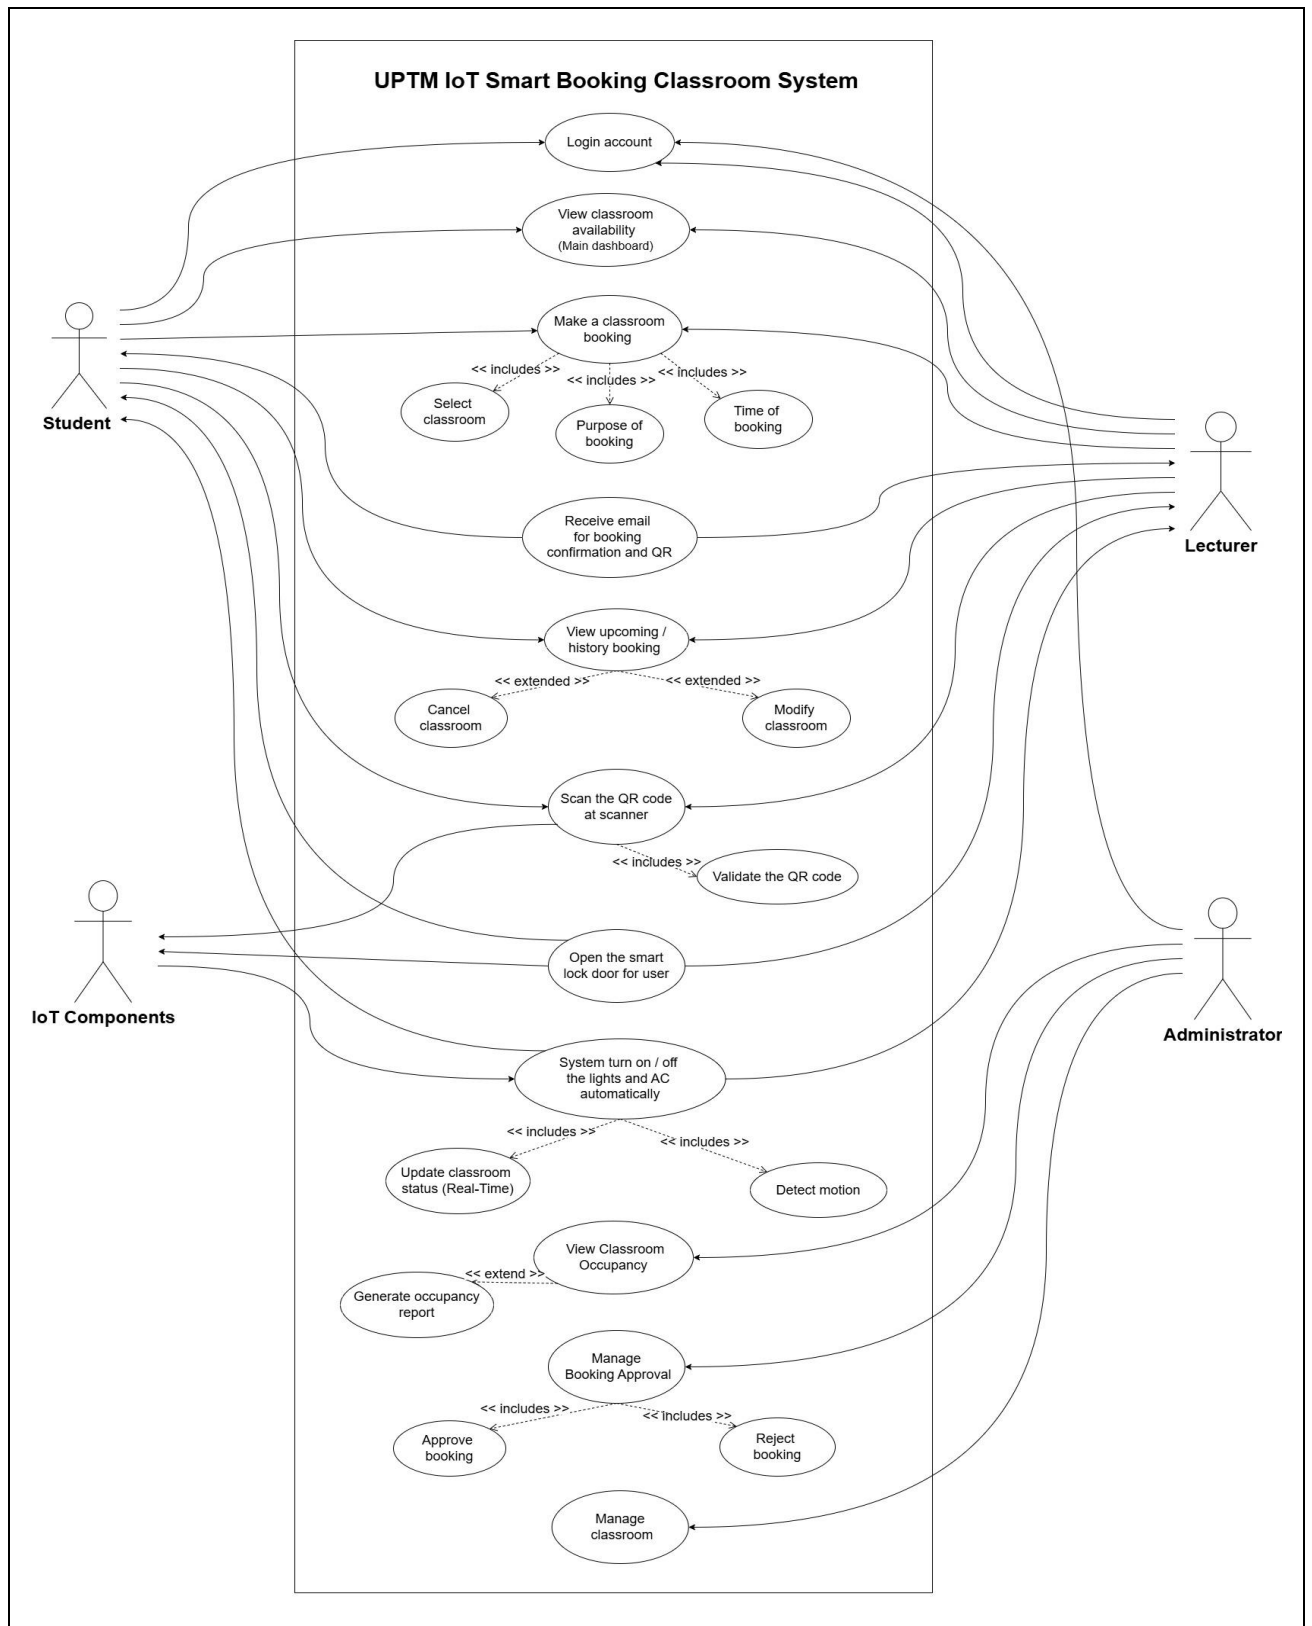 UPTM IoT Smart Booking Classroom System
Login account
View classroom
availability
(Main dashboard)
Make a classroom
booking
<< includes >>
<< includes >>
<< includes >>
Select
classroom
Purpose of
booking
Time of
booking
Student
Receive email
for booking
confirmation and QR
Lecturer
View upcoming /
history booking
<< extended >>
<< extended >>
Cancel
classroom
Modify
classroom
Scan the QR code
at scanner
<< includes >>
Validate the QR code
Open the smart
lock door for user
IoT Components
Administrator
System turn on / off
the lights and AC
automatically
<< includes >>
<< includes >>
Update classroom
status (Real-Time)
Detect motion
View Classroom
Occupancy
<< extend >>
Generate occupancy
report
Manage
Booking Approval
<< includes >>
<< includes >>
Approve
booking
Reject
booking
Manage
classroom